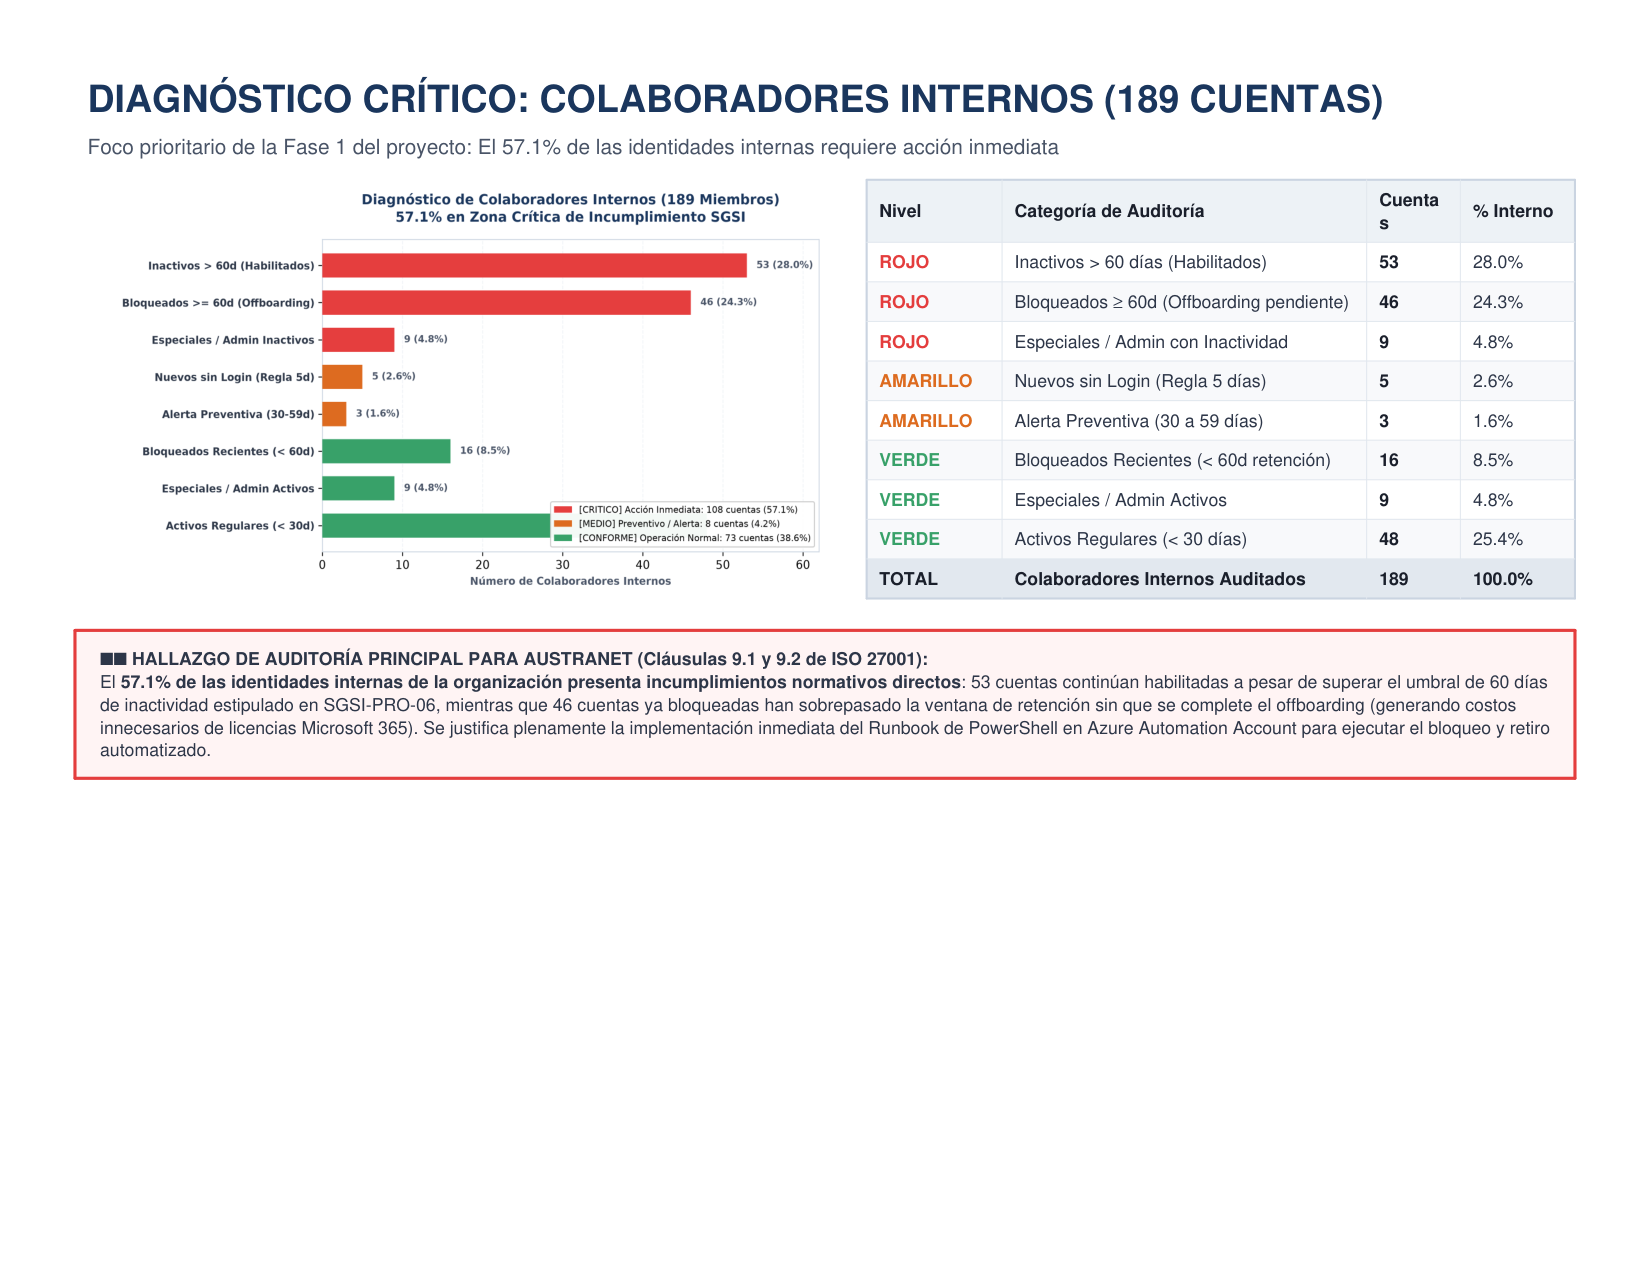 DIAGNÓSTICO CRÍTICO: COLABORADORES INTERNOS (189 CUENTAS)
Foco prioritario de la Fase 1 del proyecto: El 57.1% de las identidades internas requiere acción inmediata
Diagnóstico de Colaboradores Internos (189 Miembros)
57.1% en Zona Crítica de Incumplimiento SGSI
Inactivos > 60d (Habilitados) 53 (28.0%)
Bloqueados >= 60d (Offboarding) 46 (24.3%)
Especiales / Admin Inactivos 9 (4.8%)
Nuevos sin Login (Regla 5d) 5 (2.6%)
Alerta Preventiva (30-59d) 3 (1.6%)
Bloqueados Recientes (< 60d) 16 (8.5%)
Especiales / Admin Activos 9 (4.8%)
Activos Regulares (< 30d)
[CRITICO] Acción Inmediata: 108 cuentas (57.1%)
[MEDIO] Preventivo / Alerta: 8 cuentas (4.2%)
[CONFORME] Operación Normal: 73 cuentas (38.6%)
0 10 20 30 40 50 60
Número de Colaboradores Internos
Nivel Categoría de Auditoría Cuenta
s % Interno
ROJO Inactivos > 60 días (Habilitados) 53 28.0%
ROJO Bloqueados ≥ 60d (Offboarding pendiente) 46 24.3%
ROJO Especiales / Admin con Inactividad 9 4.8%
AMARILLO Nuevos sin Login (Regla 5 días) 5 2.6%
AMARILLO Alerta Preventiva (30 a 59 días) 3 1.6%
VERDE Bloqueados Recientes (< 60d retención) 16 8.5%
VERDE Especiales / Admin Activos 9 4.8%
VERDE Activos Regulares (< 30 días) 48 25.4%
TOTAL Colaboradores Internos Auditados 189 100.0%
■■ HALLAZGO DE AUDITORÍA PRINCIPAL PARA AUSTRANET (Cláusulas 9.1 y 9.2 de ISO 27001):
El 57.1% de las identidades internas de la organización presenta incumplimientos normativos directos: 53 cuentas continúan habilitadas a pesar de superar el umbral de 60 días
de inactividad estipulado en SGSI-PRO-06, mientras que 46 cuentas ya bloqueadas han sobrepasado la ventana de retención sin que se complete el offboarding (generando costos
innecesarios de licencias Microsoft 365). Se justifica plenamente la implementación inmediata del Runbook de PowerShell en Azure Automation Account para ejecutar el bloqueo y retiro
automatizado.